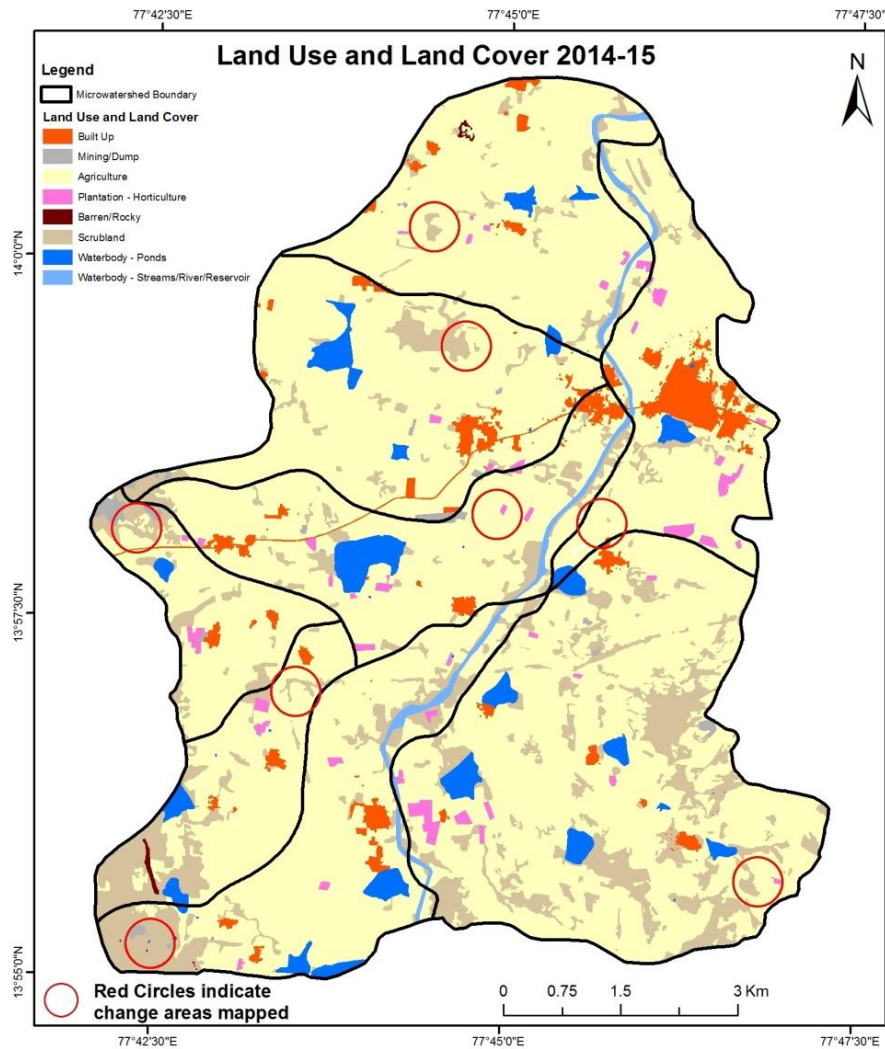 77°42'30"E
77°45'0"E
77°47'30"E
Land Use and Land Cover 2014-15
N
Legend
Microwatershed Boundary
Land Use and Land Cover
Built Up
Mining/Dump
Agriculture
Plantation - Horticulture
Barren/Rocky
Scrubland
Waterbody - Ponds
Waterbody - Streams/River/Reservoir
14°0'0"N
13°57'30"N
13°55'0"N
Red Circles indicate
change areas mapped
0 0.75 1.5 3 Km
77°42'30"E
77°45'0"E
77°47'30"E